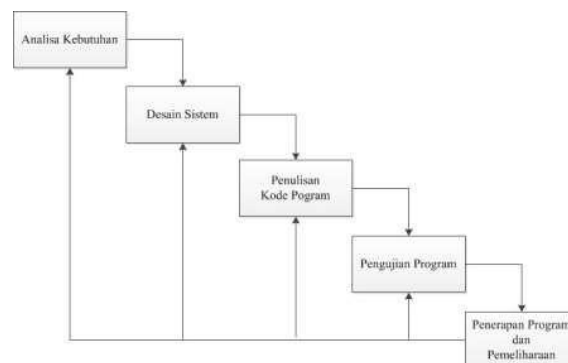 Analisa Kebutuhan
Desain Sistem
Penulisan
Kode Pogram
Pengujian Program
Penerapan Program
dan
Pemeliharaan